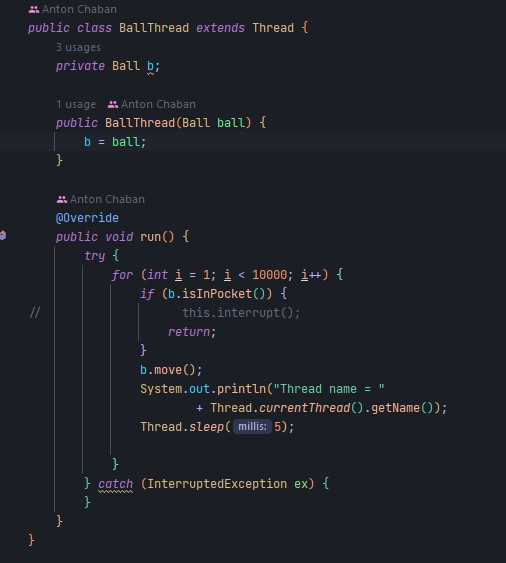 Anton Chaban
public class BallThread extends Thread {
3 usages
private Ball b;
1 usage Anton Chaban
public BallThread(Ball ball) {
b = ball;
}
Anton Chaban
@Override
public void run() {
try {
for (int i = 1; i < 10000; i++) {
if (b.isInPocket()) {
// this.interrupt();
return;
}
b.move();
System.out.println("Thread name = "
+ Thread.currentThread().getName());
Thread.sleep( millis: 5);
}
} catch (InterruptedException ex) {
}
}
}